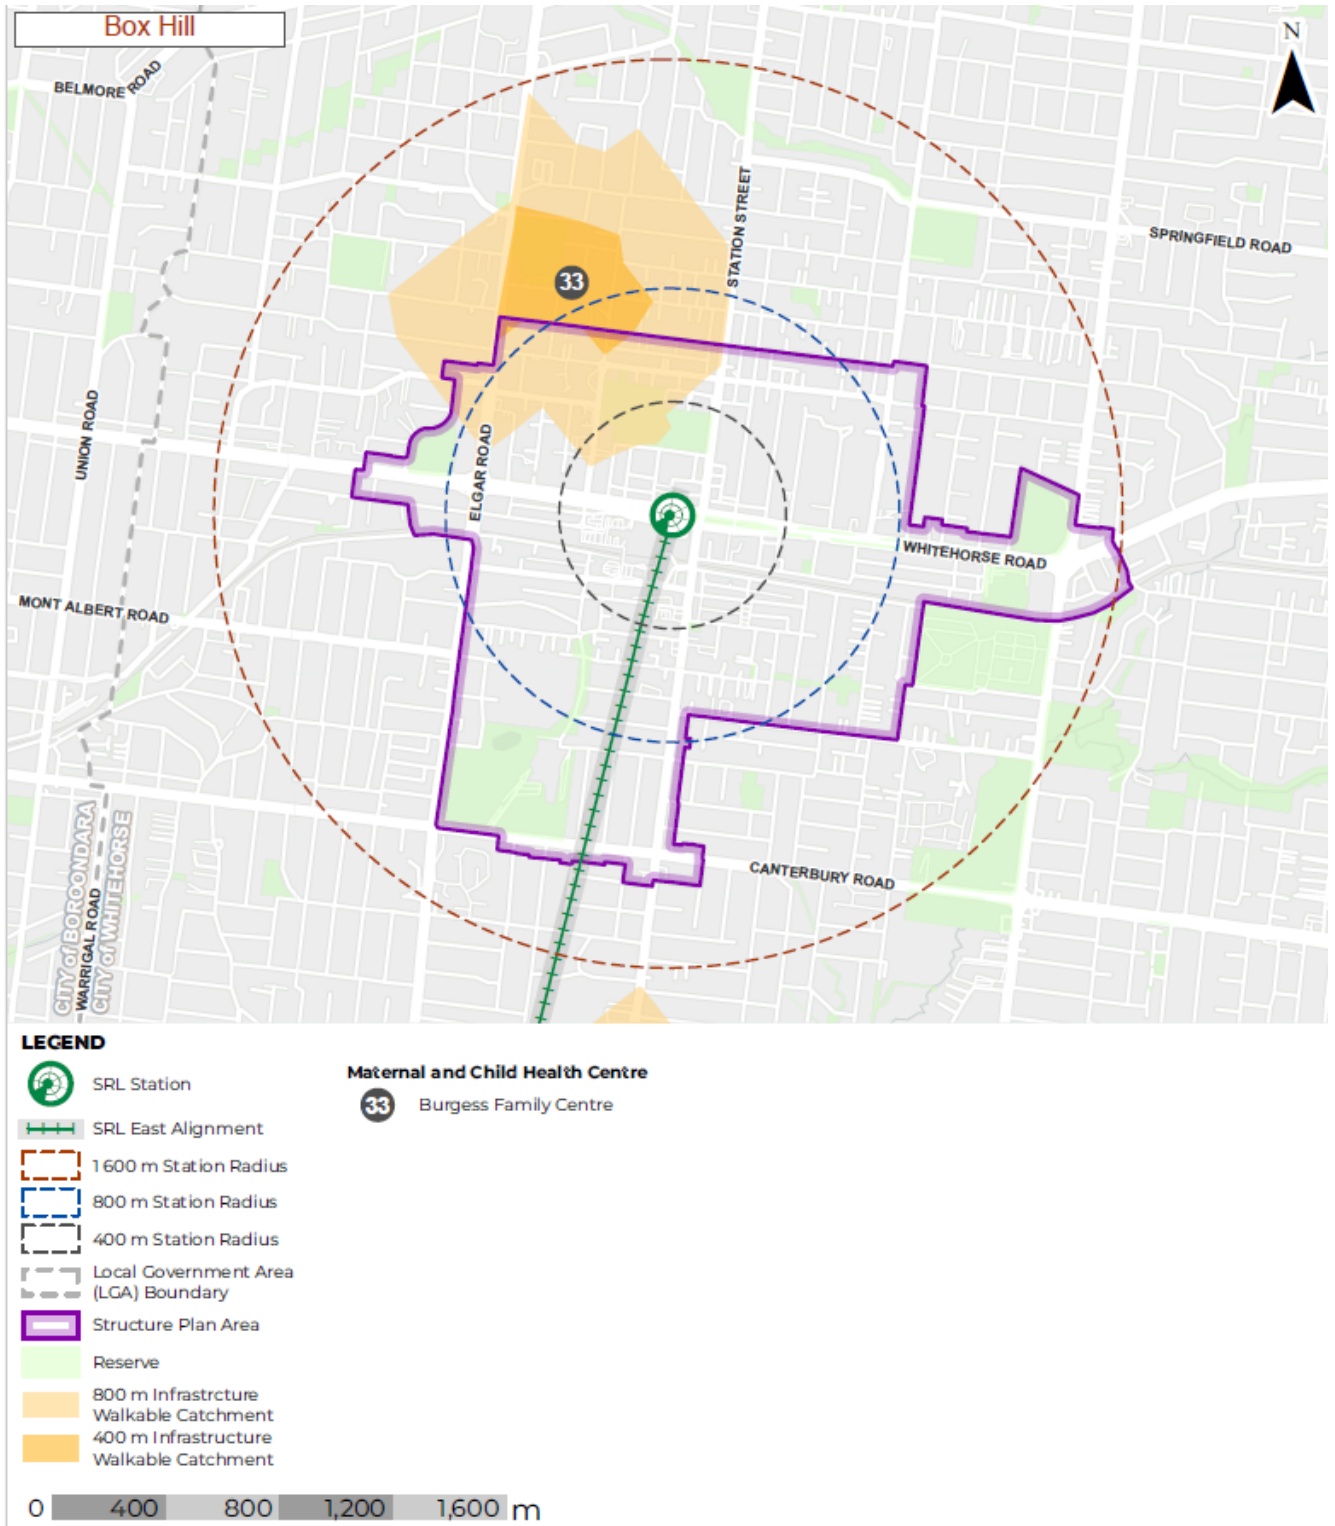 Box Hill
N
BELMORE ROAD
STATION STREET
SPRINGFIELD ROAD
33
UNION ROAD
ELGAR ROAD
WHITEHORSE ROAD
MONT ALBERT ROAD
CANTERBURY ROAD
CITY of BOROONDARA
WARRIGAL ROAD
CITY of WHITEHORSE
LEGEND
SRL Station
SRL East Alignment
1600 m Station Radius
800 m Station Radius
400 m Station Radius
Local Government Area
(LGA) Boundary
Structure Plan Area
Reserve
800 m Infrastrcture
Walkable Catchment
400 m Infrastructure
Walkable Catchment
Maternal and Child Health Centre
33 Burgess Family Centre
0 400 800 1,200 1,600 m